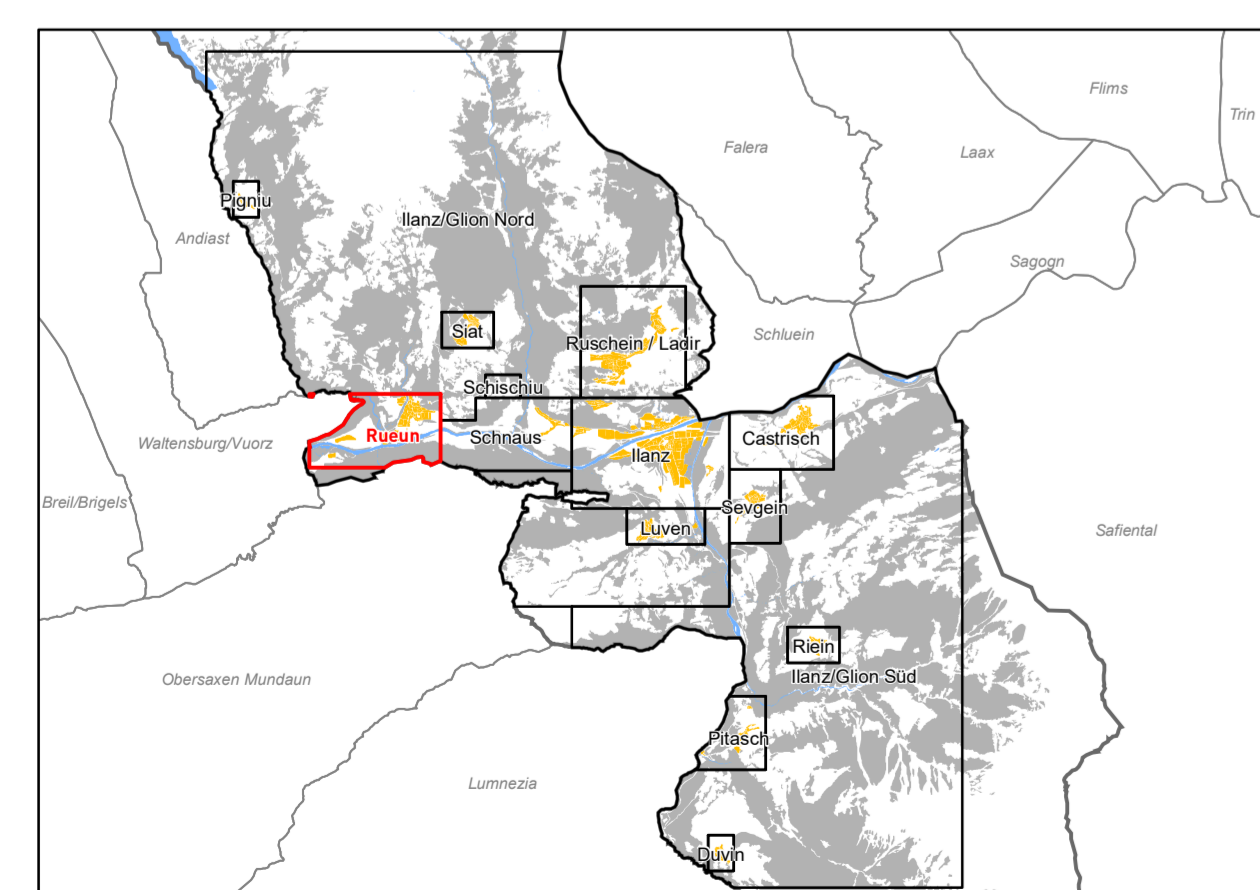 Flims
Trin
Falera
Laax
Pigniu
Ilanz/Glion Nord
Andiast
Sagogn
Siat
Ruschein / Ladir
Schluein
Schischiu
Waltensburg/Vuorz
Rueun
Schnaus
Castrisch
Ilanz
Breil/Brigels
Sevgein
Luven
Safiental
Riein
Obersaxen Mundaun
Ilanz/Glion Süd
Pitasch
Lumnezia
Duvin